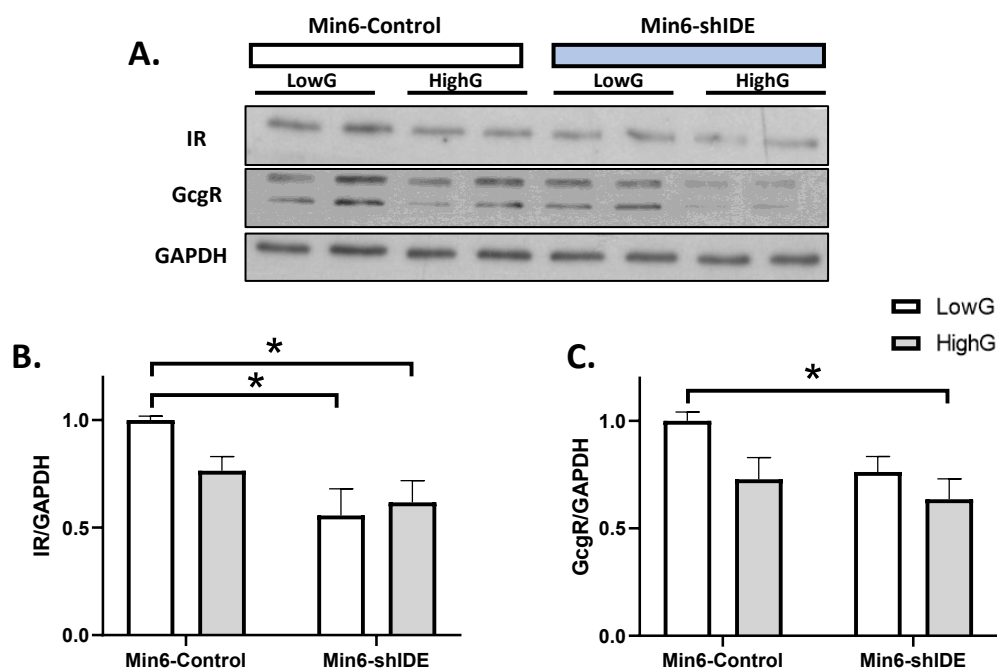 A.
Min6-Control Min6-shIDE
LowG HighG LowG HighG
IR
GcgR
GAPDH
LowG
HighG
B.
*
*
IR/GAPDH
1.0
0.5
0.0
Min6-Control Min6-shIDE
C.
*
GcgR/GAPDH
1.0
0.5
0.0
Min6-Control Min6-shIDE